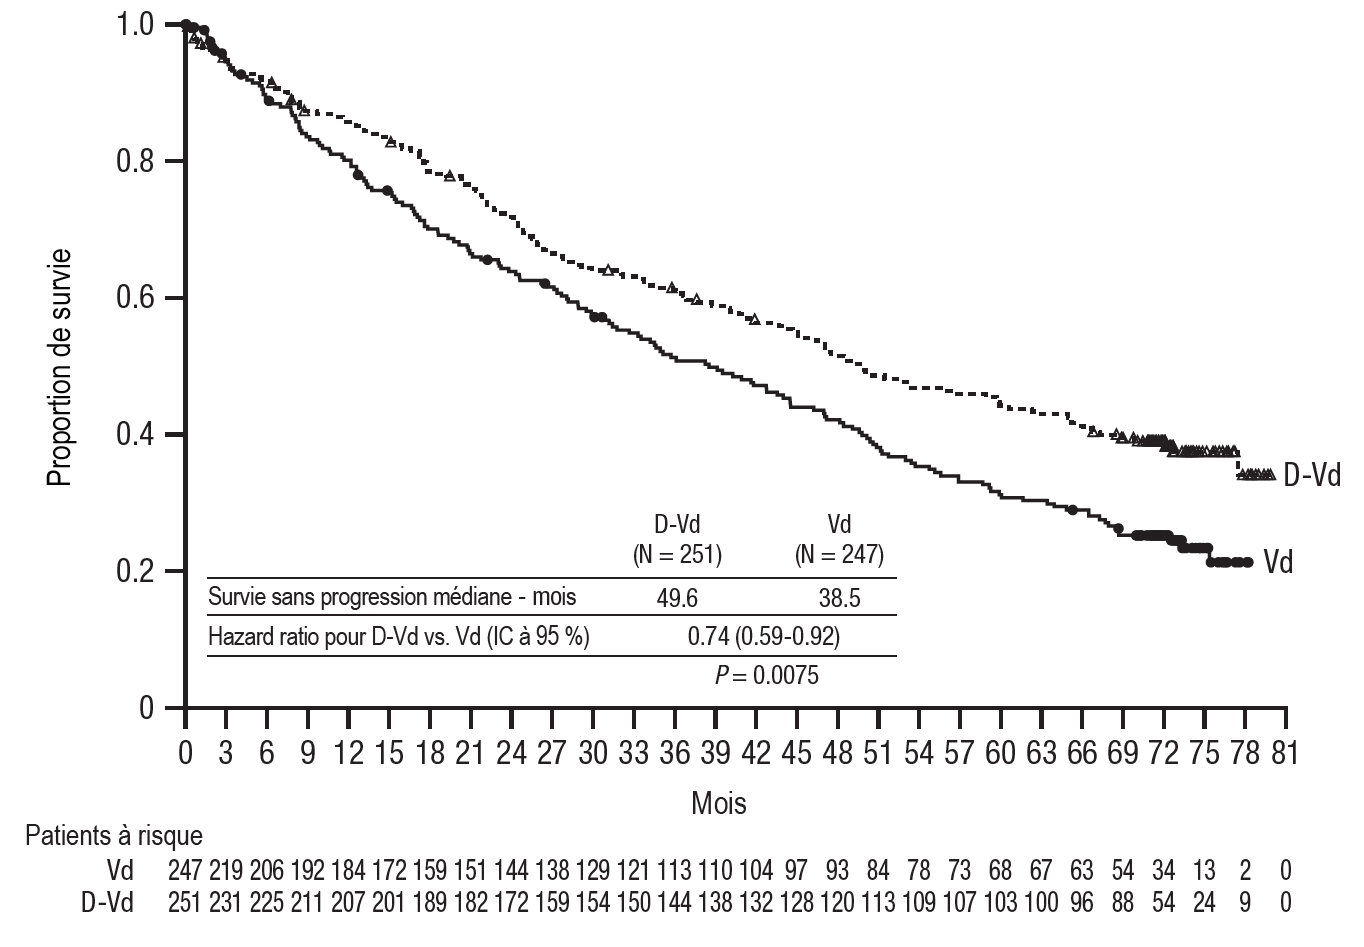 1.0
0.8
0.6
0.4
0.2
0
Proportion de survie
D-Vd
Vd
D-Vd Vd
(N = 251) (N = 247)
Survie sans progression médiane - mois 49.6 38.5
Hazard ratio pour D-Vd vs. Vd (IC à 95 %) 0.74 (0.59-0.92)
P = 0.0075
0 3 6 9 12 15 18 21 24 27 30 33 36 39 42 45 48 51 54 57 60 63 66 69 72 75 78 81
Mois
Patients à risque
Vd 247 219 206 192 184 172 159 151 144 138 129 121 113 110 104 97 93 84 78 73 68 67 63 54 34 13 2 0
D-Vd 251 231 225 211 207 201 189 182 172 159 154 150 144 138 132 128 120 113 109 107 103 100 96 88 54 24 9 0